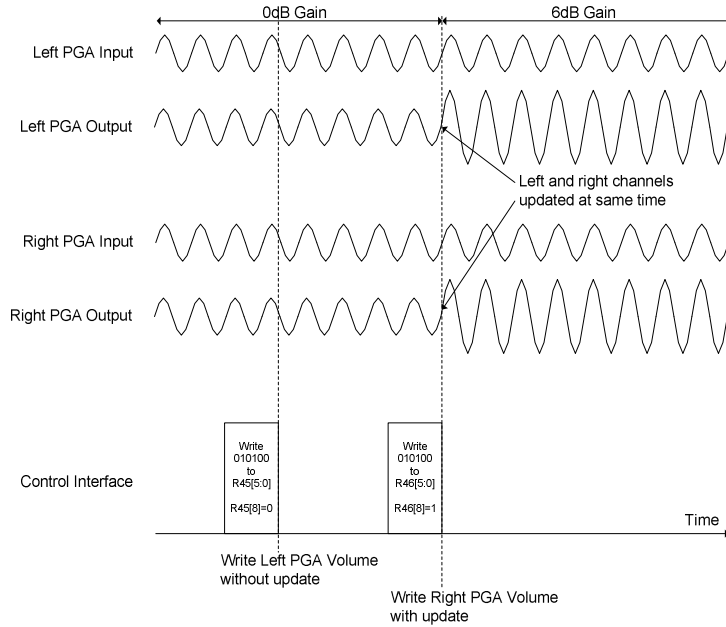 0dB Gain
6dB Gain
Left PGA Input
Left PGA Output
Left and right channels
updated at same time
Right PGA Input
Right PGA Output
Control Interface
Write
010100
to
R45[5:0]
R45[8]=0
Write
010100
to
R46[5:0]
R46[8]=1
Time
Write Left PGA Volume
without update
Write Right PGA Volume
with update